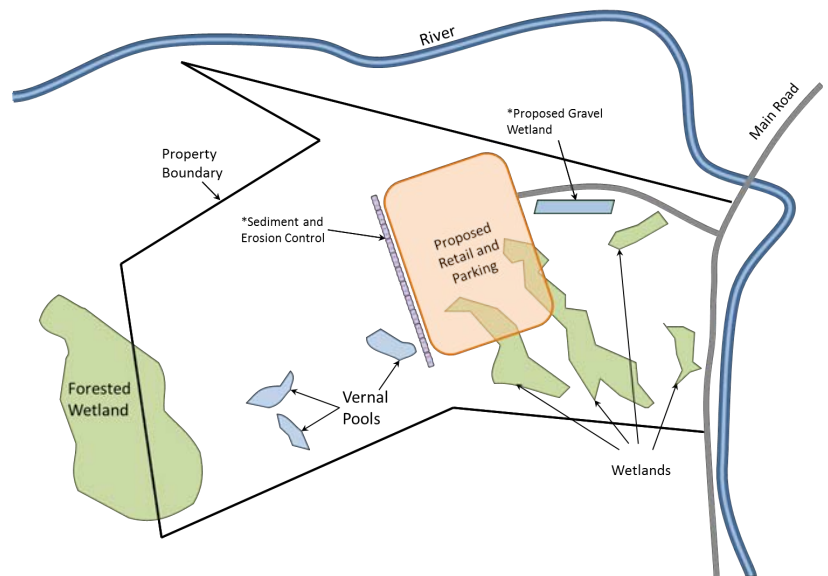 River
Main Road
*Proposed Gravel
Wetland
Property
Boundary
*Sediment and
Erosion Control
Proposed
Retail and
Parking
Forested
Wetland
Vernal
Pools
Wetlands